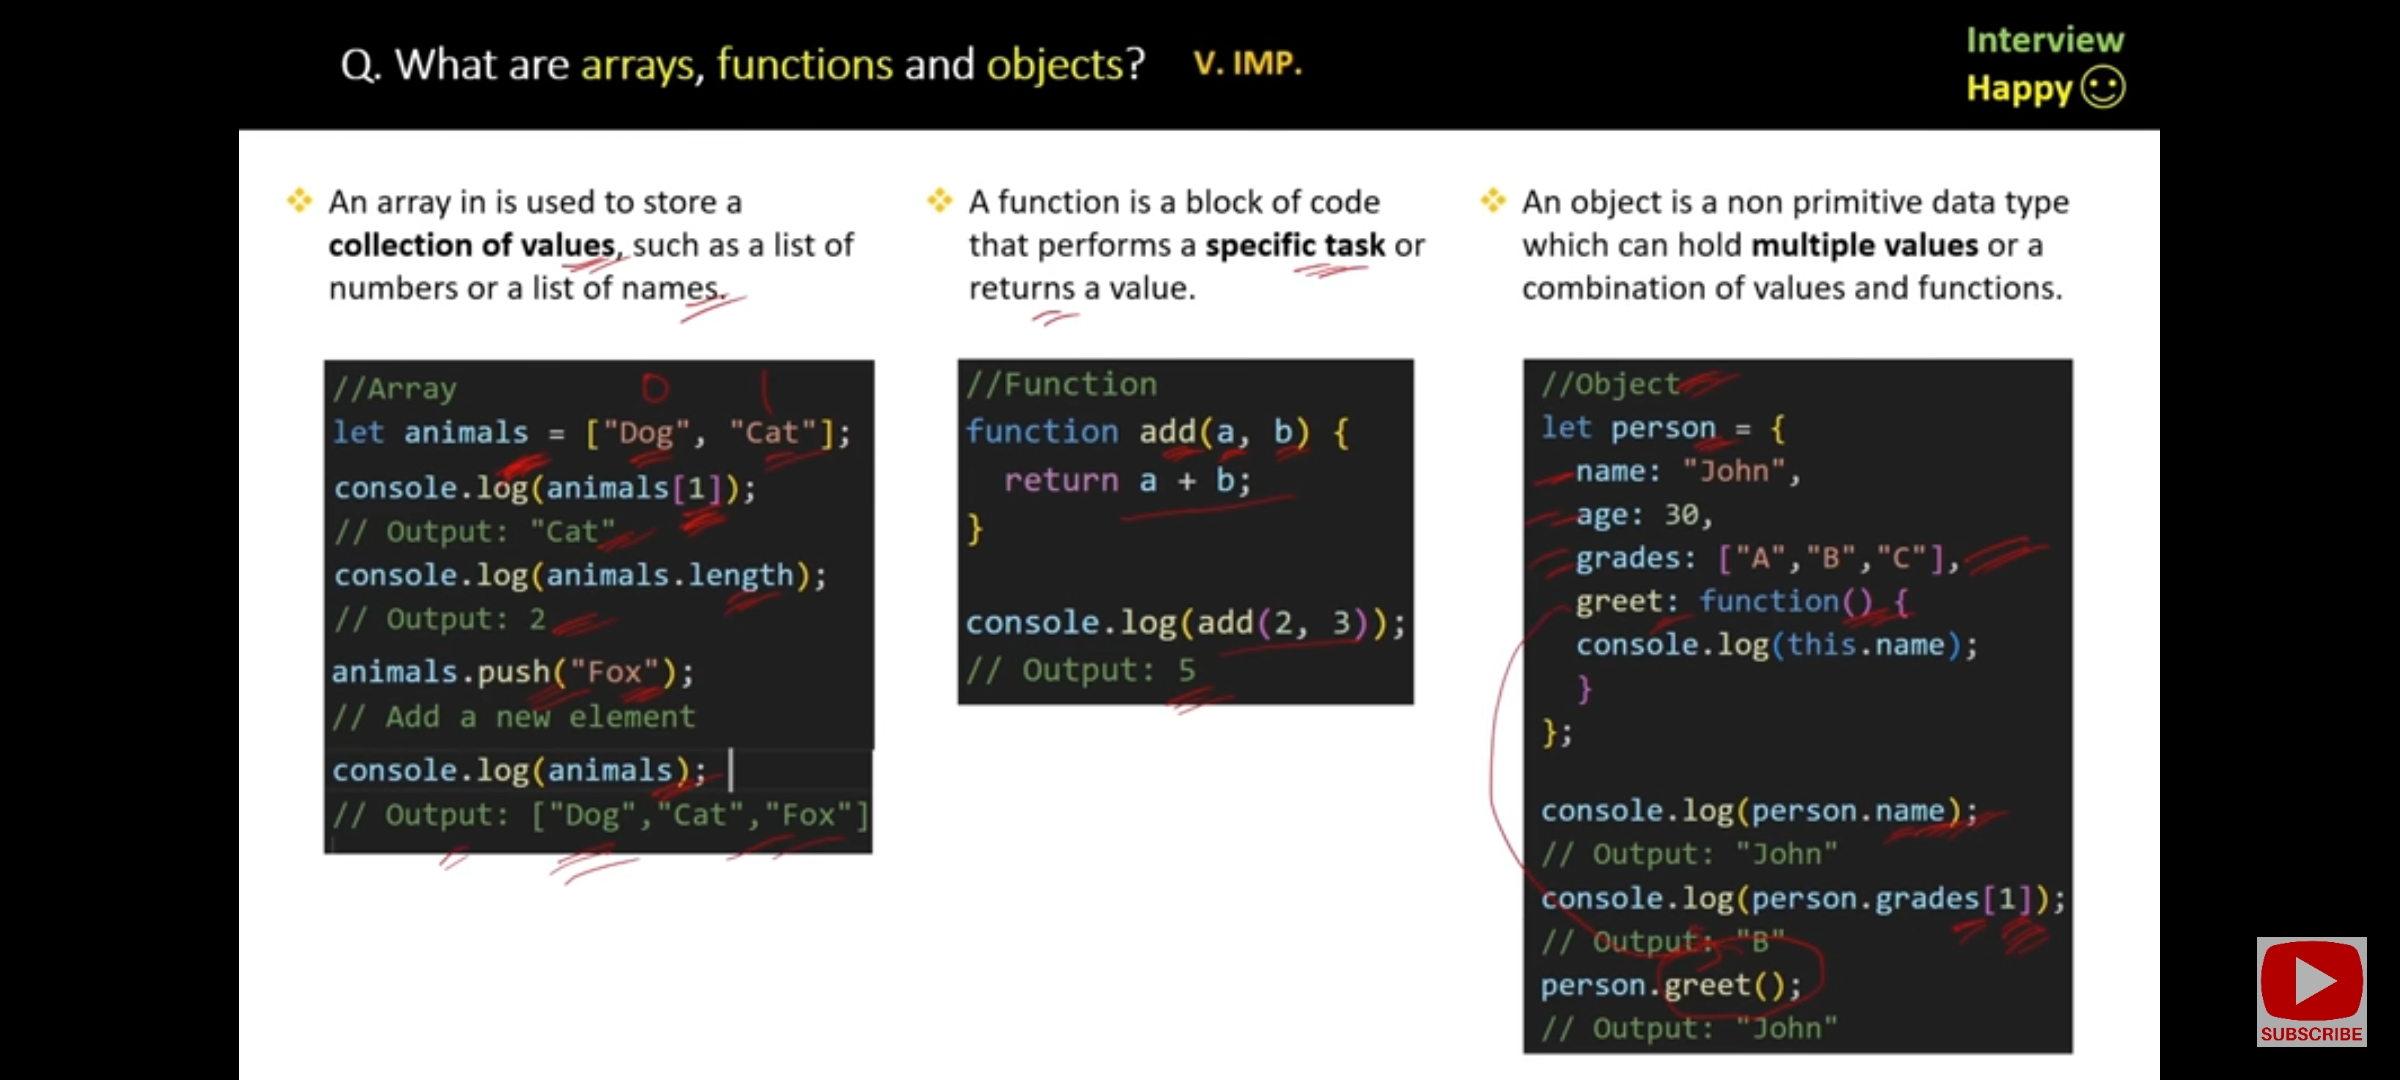 Q. What are arrays, functions and objects? V. IMP.
Interview
Happy
An array in is used to store a
collection of values, such as a list of
numbers or a list of names.
//Array
0 1
let animals = ["Dog", "Cat"];
console.log(animals[1]);
// Output: "Cat"
console.log(animals.length);
// Output: 2
animals.push("Fox");
// Add a new element
console.log(animals);
// Output: ["Dog","Cat","Fox"]
A function is a block of code
that performs a specific task or
returns a value.
//Function
function add(a, b) {
return a + b;
}
console.log(add(2, 3));
// Output: 5
An object is a non primitive data type
which can hold multiple values or a
combination of values and functions.
//Object
let person = {
name: "John",
age: 30,
grades: ["A","B","C"],
greet: function() {
console.log(this.name);
}
};
console.log(person.name);
// Output: "John"
console.log(person.grades[1]);
// Output: "B"
person.greet();
// Output: "John"
SUBSCRIBE